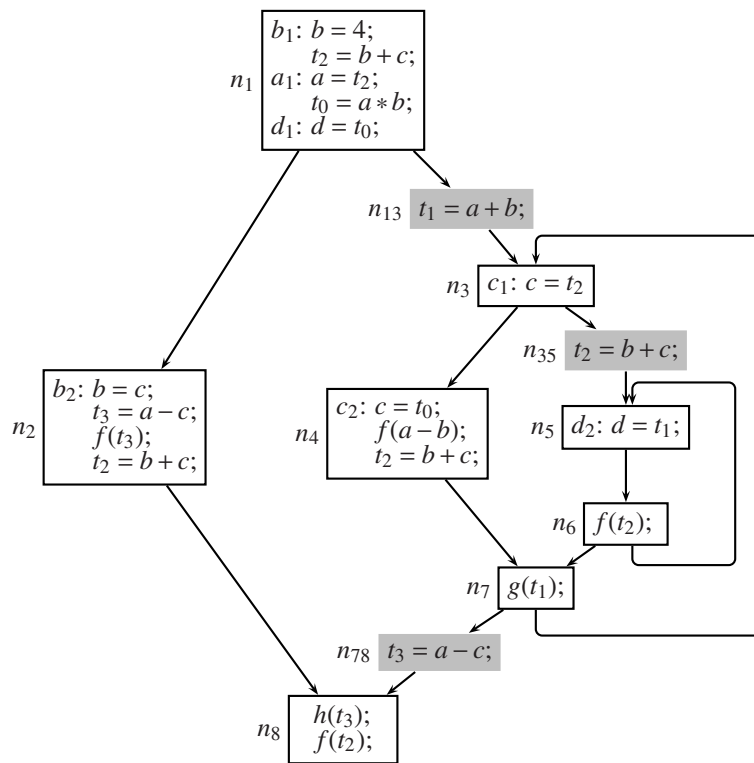 b₁: b = 4;
t₂ = b + c;
n₁
a₁: a = t₂;
t₀ = a ∗ b;
d₁: d = t₀;
n₁₃
t₁ = a + b;
n₃
c₁: c = t₂
n₃₅
t₂ = b + c;
b₂: b = c;
t₃ = a − c;
n₂
f(t₃);
t₂ = b + c;
c₂: c = t₀;
n₄
f(a − b);
t₂ = b + c;
n₅
d₂: d = t₁;
n₆
f(t₂);
n₇
g(t₁);
n₇₈
t₃ = a − c;
n₈
h(t₃);
f(t₂);